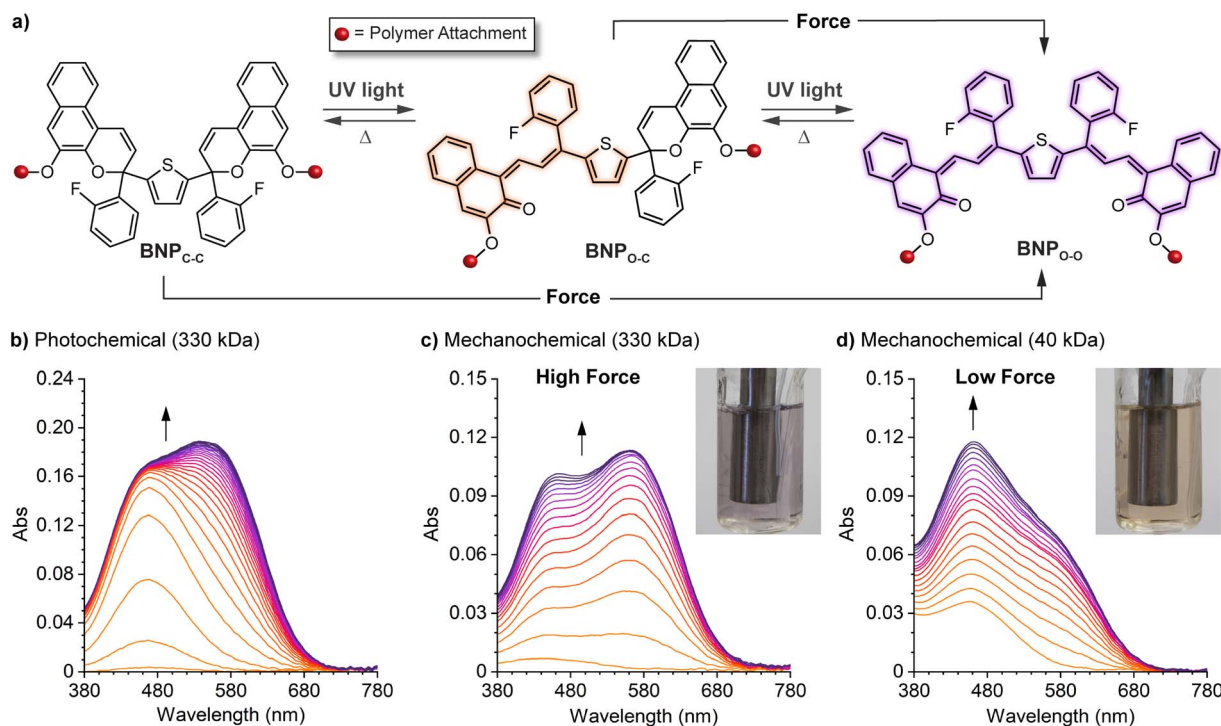 a)
= Polymer Attachment
Force
UV light
Δ
UV light
Δ
O
O
S
O
O
F
F
BNP C-C
F
S
O
O
F
O
O
BNP O-C
F
S
F
O
O
O
O
BNP O-O
Force
b) Photochemical (330 kDa)
c) Mechanochemical (330 kDa)
d) Mechanochemical (40 kDa)
High Force
Low Force
0.24
0.20
0.16
0.12
0.08
0.04
0
Abs
380 480 580 680 780
Wavelength (nm)
0.15
0.12
0.09
0.06
0.03
0
Abs
380 480 580 680 780
Wavelength (nm)
0.15
0.12
0.09
0.06
0.03
0
Abs
380 480 580 680 780
Wavelength (nm)